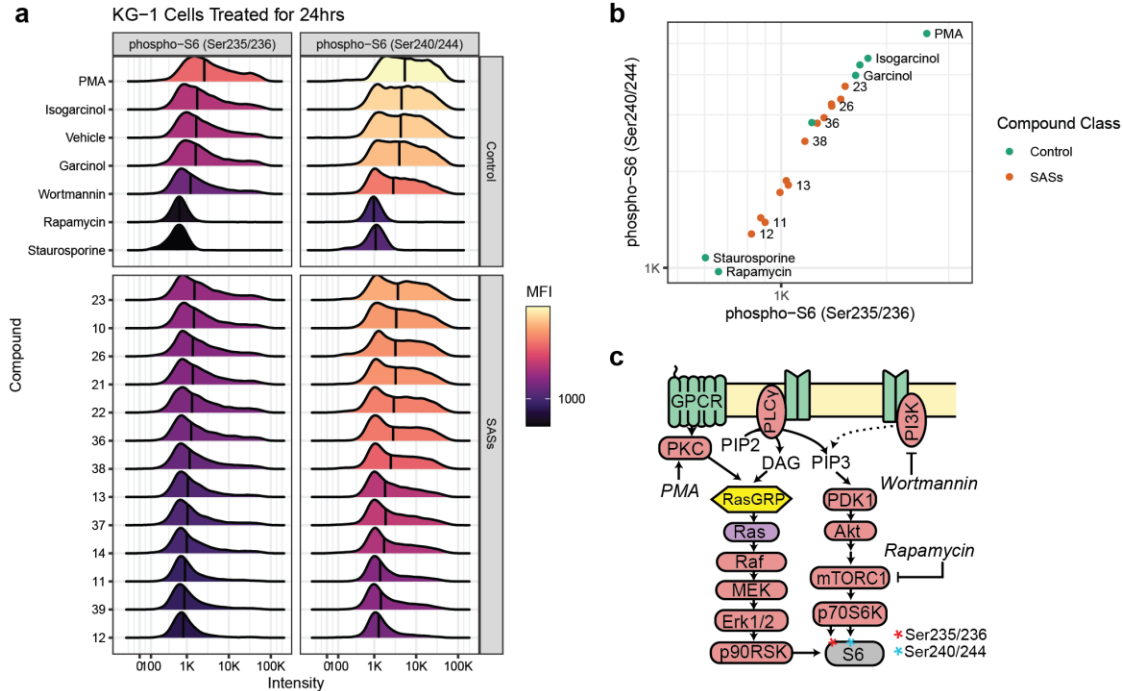 a
KG-1 Cells Treated for 24hrs
phospho-S6 (Ser235/236)
phospho-S6 (Ser240/244)
PMA
Isogarcinol
Vehicle
Garcinol
Wortmannin
Rapamycin
Staurosporine
Control
23
10
26
21
22
36
38
13
37
14
11
39
12
SASs
Compound
0100 1K 10K 100K
0100 1K 10K 100K
Intensity
MFI
1000
b
phospho-S6 (Ser240/244)
1K
PMA
Isogarcinol
Garcinol
23
26
36
38
13
11
12
Staurosporine
Rapamycin
1K
phospho-S6 (Ser235/236)
Compound Class
Control
SASs
c
GPCR
PLCγ
PI3K
PKC
PIP2
DAG
PIP3
PMA
Wortmannin
RasGRP
PDK1
Ras
Akt
Rapamycin
Raf
mTORC1
MEK
Erk1/2
p70S6K
p90RSK
S6
*Ser235/236
*Ser240/244